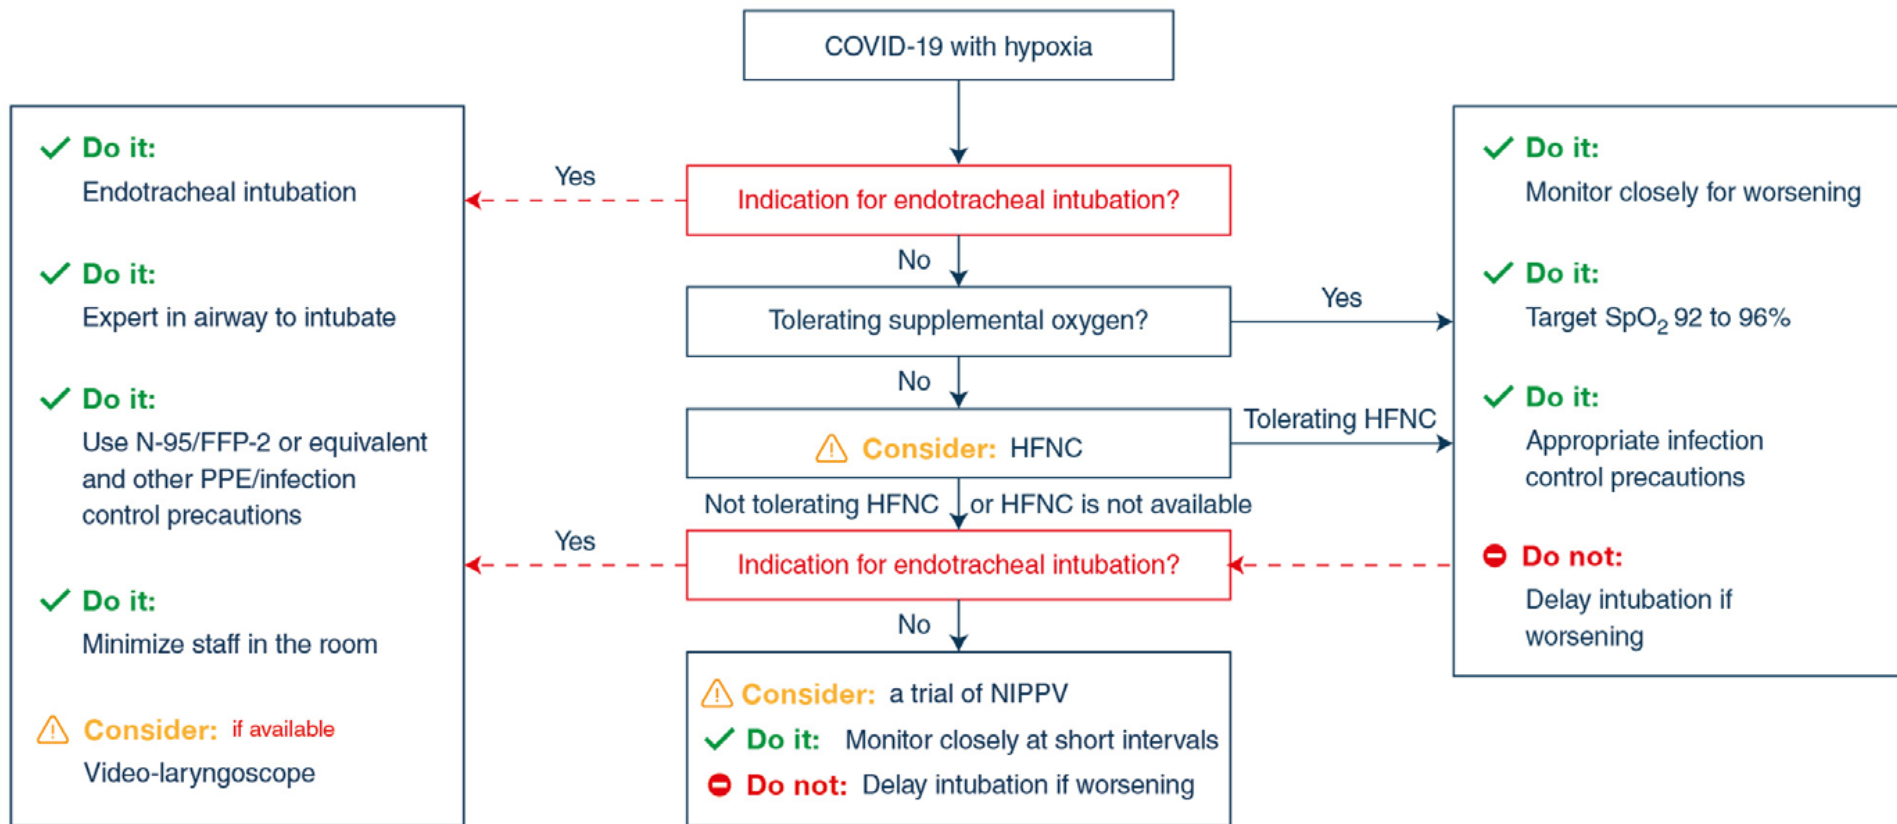 COVID-19 with hypoxia
Indication for endotracheal intubation?
Yes
No
Tolerating supplemental oxygen?
Yes
No
Consider: HFNC
Tolerating HFNC
Not tolerating HFNC or HFNC is not available
Indication for endotracheal intubation?
Yes
No
Consider: a trial of NIPPV
Do it: Monitor closely at short intervals
Do not: Delay intubation if worsening
Do it:
Endotracheal intubation
Do it:
Expert in airway to intubate
Do it:
Use N-95/FFP-2 or equivalent
and other PPE/infection
control precautions
Do it:
Minimize staff in the room
Consider: if available
Video-laryngoscope
Do it:
Monitor closely for worsening
Do it:
Target SpO₂ 92 to 96%
Do it:
Appropriate infection
control precautions
Do not:
Delay intubation if
worsening